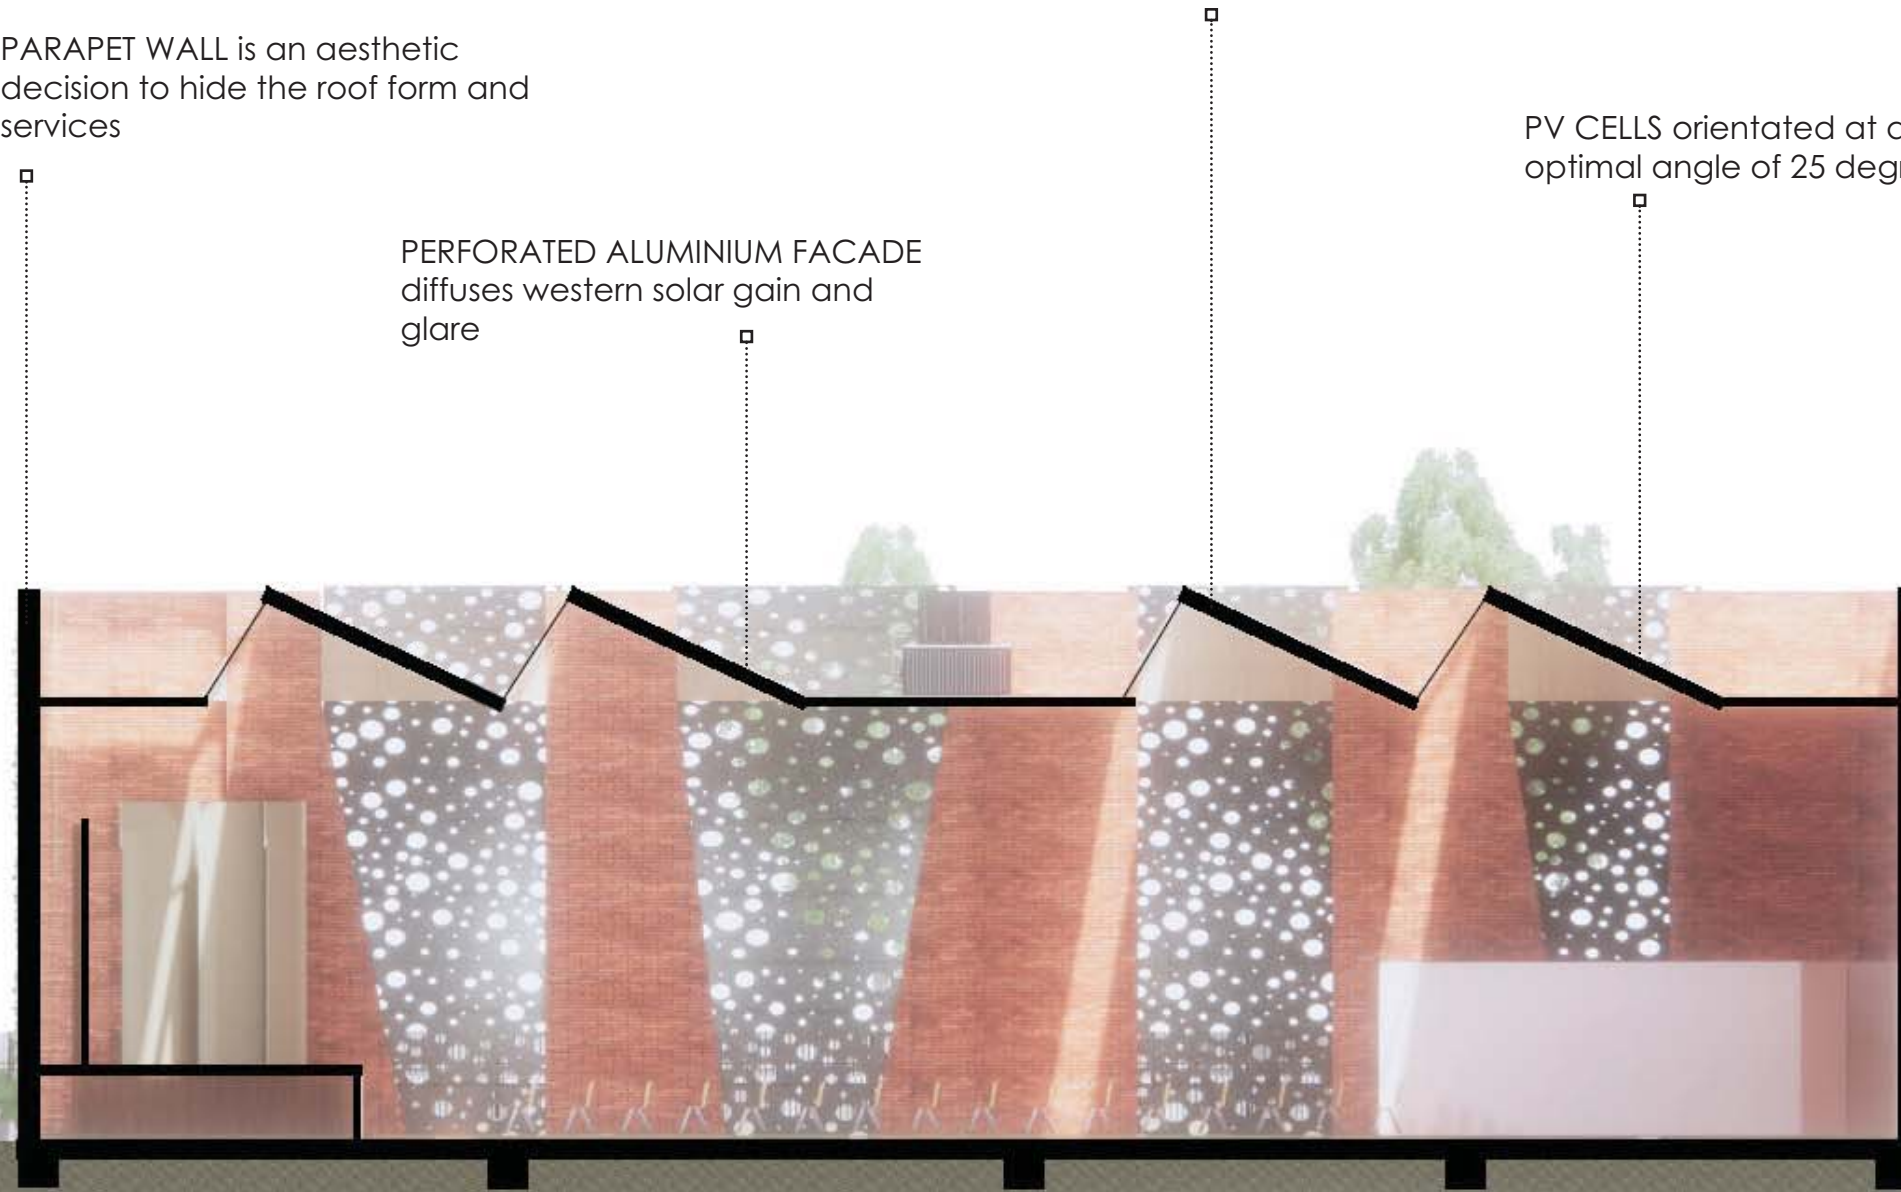 PARAPET WALL is an aesthetic
decision to hide the roof form and
services
PERFORATED ALUMINIUM FACADE
diffuses western solar gain and
glare
PV CELLS orientated at
optimal angle of 25